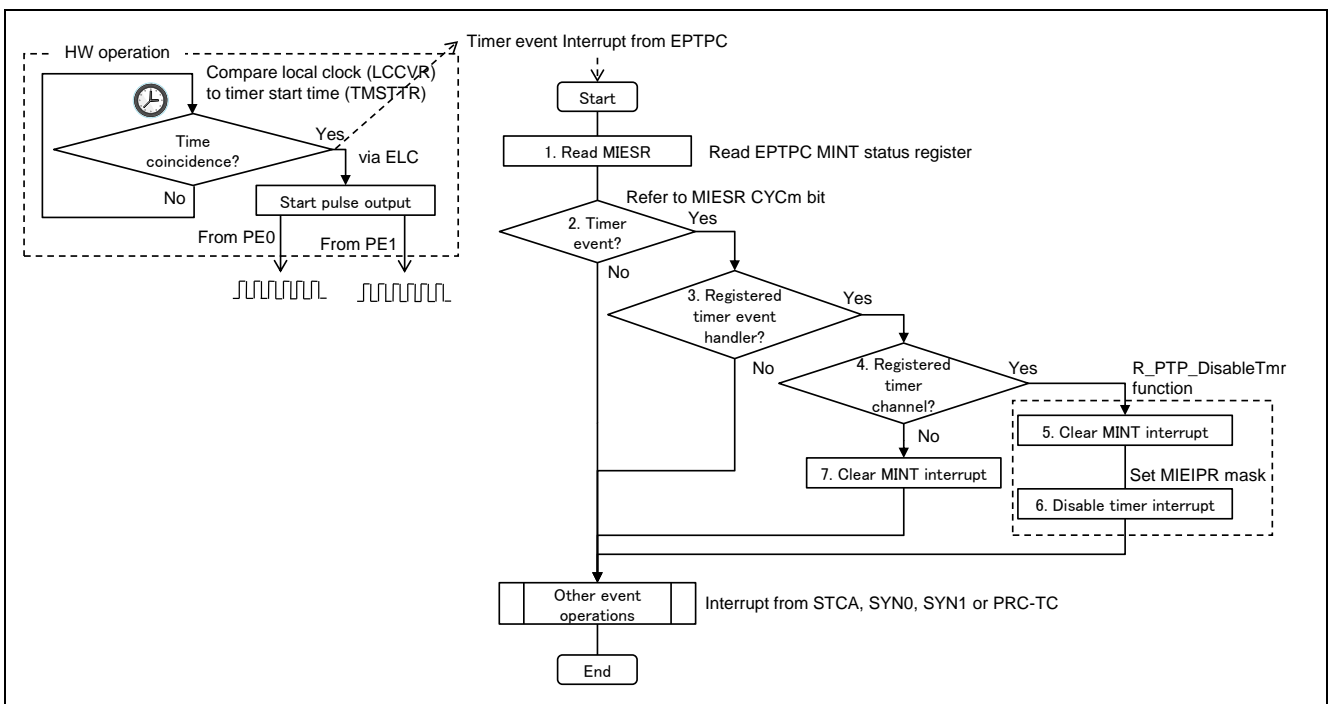 HW operation
Timer event Interrupt from EPTPC
Compare local clock (LCCVR)
to timer start time (TMSTTR)
Time
coincidence?
Yes
No
via ELC
Start pulse output
From PE0
From PE1
Start
1. Read MIESR
Read EPTPC MINT status register
Refer to MIESR CYCm bit
2. Timer
event?
Yes
No
3. Registered
timer event
handler?
Yes
No
4. Registered
timer
channel?
Yes
No
R_PTP_DisableTmr
function
5. Clear MINT interrupt
Set MIEIPR mask
6. Disable timer interrupt
7. Clear MINT interrupt
Other event
operations
Interrupt from STCA, SYN0, SYN1 or PRC-TC
End